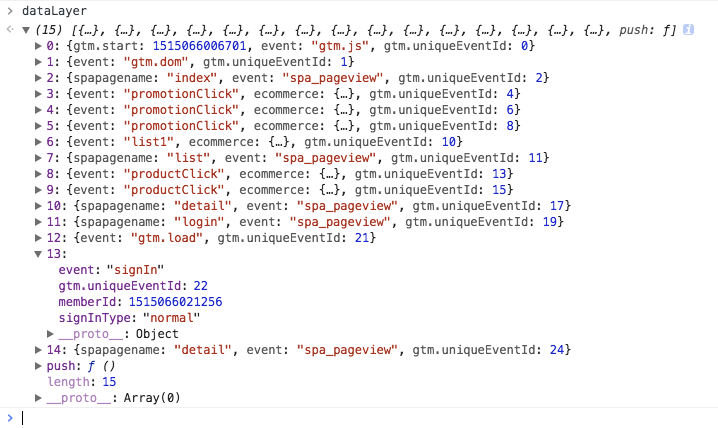 dataLayer
(15) [{…}, {…}, {…}, {…}, {…}, {…}, {…}, {…}, {…}, {…}, {…}, {…}, {…}, {…}, {…}, push: ƒ] i
0: {gtm.start: 1515066006701, event: "gtm.js", gtm.uniqueEventId: 0}
1: {event: "gtm.dom", gtm.uniqueEventId: 1}
2: {spapagename: "index", event: "spa_pageview", gtm.uniqueEventId: 2}
3: {event: "promotionClick", ecommerce: {…}, gtm.uniqueEventId: 4}
4: {event: "promotionClick", ecommerce: {…}, gtm.uniqueEventId: 6}
5: {event: "promotionClick", ecommerce: {…}, gtm.uniqueEventId: 8}
6: {event: "list1", ecommerce: {…}, gtm.uniqueEventId: 10}
7: {spapagename: "list", event: "spa_pageview", gtm.uniqueEventId: 11}
8: {event: "productClick", ecommerce: {…}, gtm.uniqueEventId: 13}
9: {event: "productClick", ecommerce: {…}, gtm.uniqueEventId: 15}
10: {spapagename: "detail", event: "spa_pageview", gtm.uniqueEventId: 17}
11: {spapagename: "login", event: "spa_pageview", gtm.uniqueEventId: 19}
12: {event: "gtm.load", gtm.uniqueEventId: 21}
13:
event: "signIn"
gtm.uniqueEventId: 22
memberId: 1515066021256
signInType: "normal"
__proto__: Object
14: {spapagename: "detail", event: "spa_pageview", gtm.uniqueEventId: 24}
push: ƒ ()
length: 15
__proto__: Array(0)